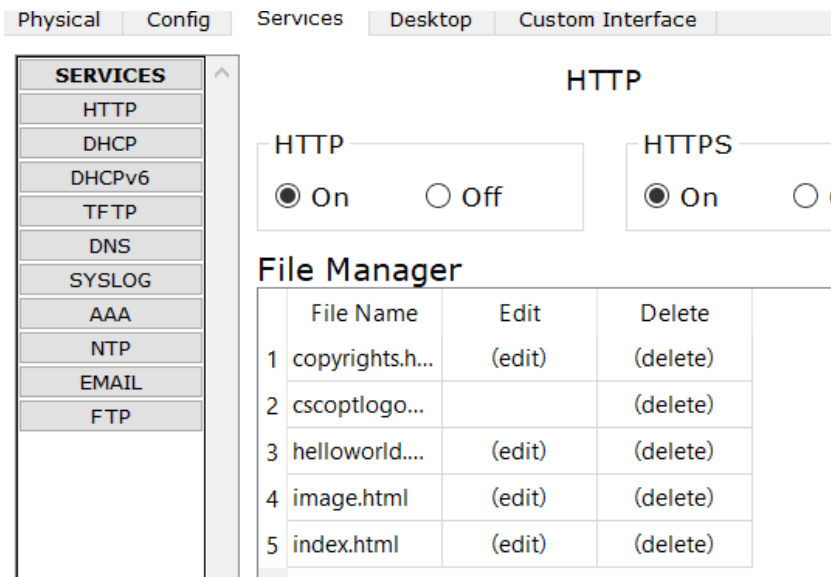 Physical Config Services Desktop Custom Interface
SERVICES
HTTP
DHCP
DHCPv6
TFTP
DNS
SYSLOG
AAA
NTP
EMAIL
FTP
HTTP
HTTP HTTPS
On Off On
File Manager
File Name Edit Delete
1 copyrights.h... (edit) (delete)
2 cscoptlogo... (delete)
3 helloworld.... (edit) (delete)
4 image.html (edit) (delete)
5 index.html (edit) (delete)